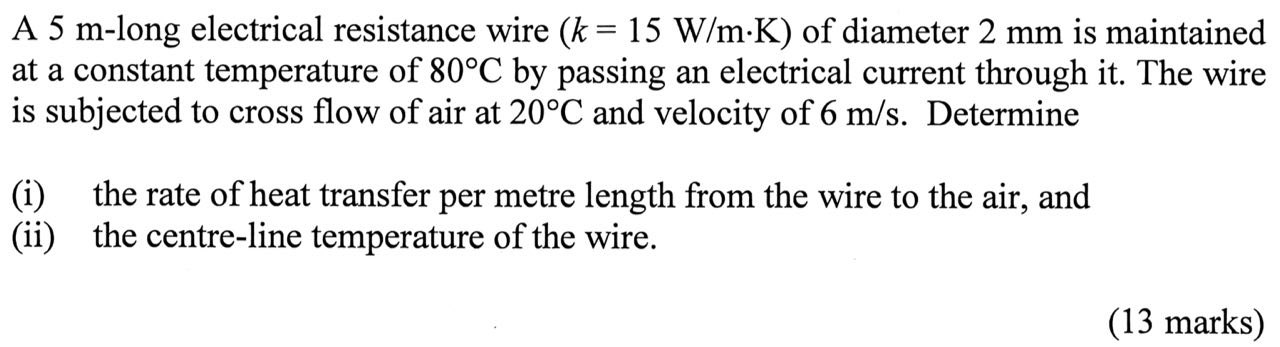 A 5 m-long electrical resistance wire (k = 15 W/m·K) of diameter 2 mm is maintained
at a constant temperature of 80°C by passing an electrical current through it. The wire
is subjected to cross flow of air at 20°C and velocity of 6 m/s. Determine
(i) the rate of heat transfer per metre length from the wire to the air, and
(ii) the centre-line temperature of the wire.
(13 marks)